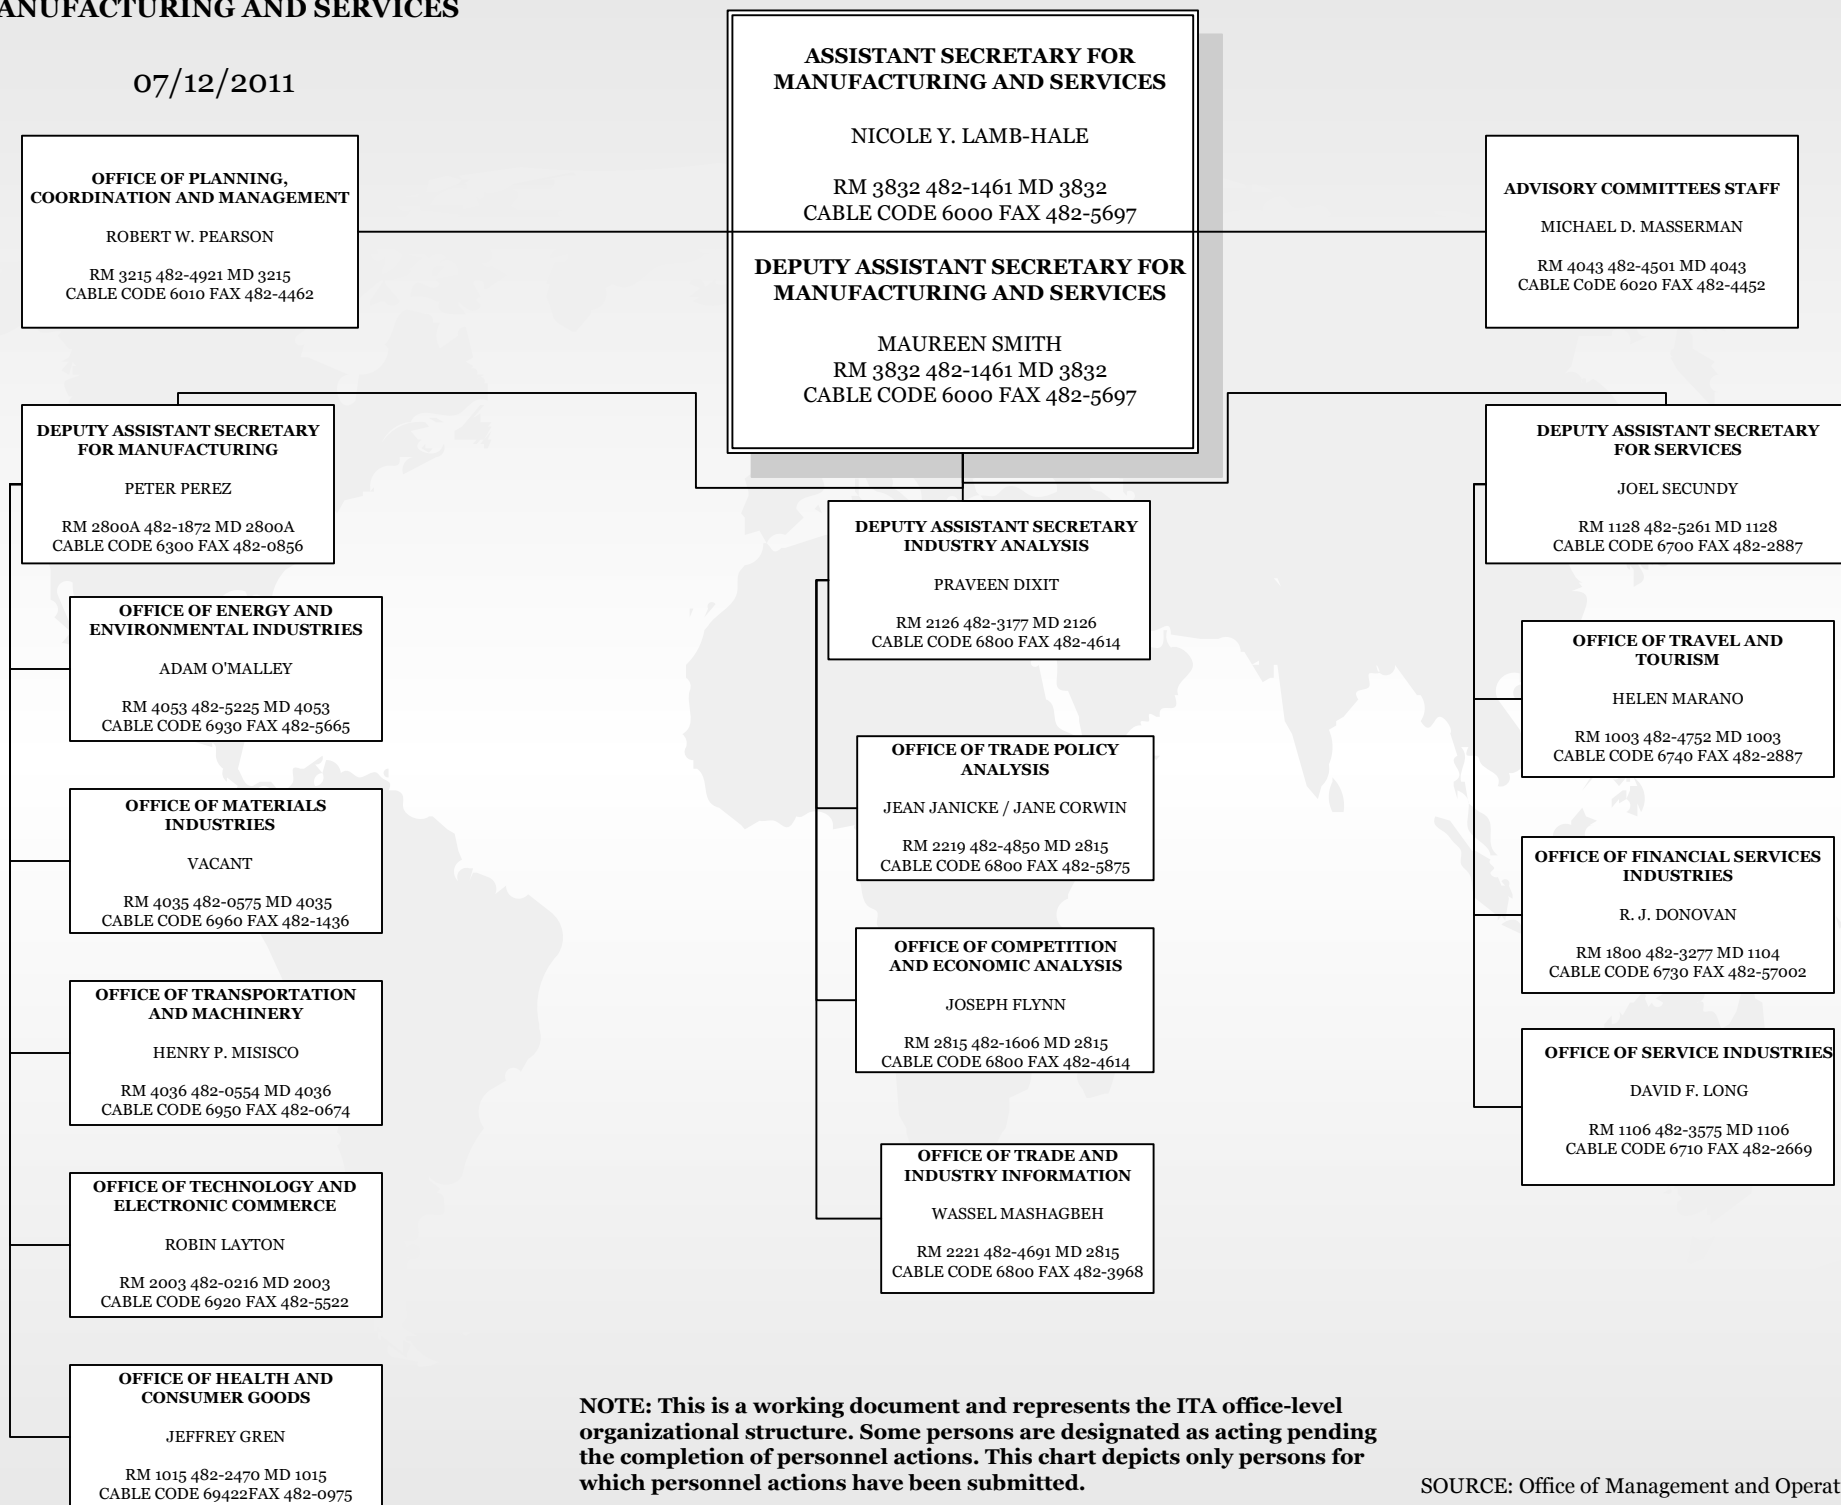 ANUFACTURING AND SERVICES
07/12/2011
ASSISTANT SECRETARY FOR
MANUFACTURING AND SERVICES
NICOLE Y. LAMB-HALE
RM 3832 482-1461 MD 3832
CABLE CODE 6000 FAX 482-5697
DEPUTY ASSISTANT SECRETARY FOR
MANUFACTURING AND SERVICES
MAUREEN SMITH
RM 3832 482-1461 MD 3832
CABLE CODE 6000 FAX 482-5697
OFFICE OF PLANNING,
COORDINATION AND MANAGEMENT
ROBERT W. PEARSON
RM 3215 482-4921 MD 3215
CABLE CODE 6010 FAX 482-4462
ADVISORY COMMITTEES STAFF
MICHAEL D. MASSERMAN
RM 4043 482-4501 MD 4043
CABLE C0DE 6020 FAX 482-4452
DEPUTY ASSISTANT SECRETARY
FOR MANUFACTURING
PETER PEREZ
RM 2800A 482-1872 MD 2800A
CABLE CODE 6300 FAX 482-0856
OFFICE OF ENERGY AND
ENVIRONMENTAL INDUSTRIES
ADAM O'MALLEY
RM 4053 482-5225 MD 4053
CABLE CODE 6930 FAX 482-5665
OFFICE OF MATERIALS
INDUSTRIES
VACANT
RM 4035 482-0575 MD 4035
CABLE CODE 6960 FAX 482-1436
OFFICE OF TRANSPORTATION
AND MACHINERY
HENRY P. MISISCO
RM 4036 482-0554 MD 4036
CABLE CODE 6950 FAX 482-0674
OFFICE OF TECHNOLOGY AND
ELECTRONIC COMMERCE
ROBIN LAYTON
RM 2003 482-0216 MD 2003
CABLE CODE 6920 FAX 482-5522
OFFICE OF HEALTH AND
CONSUMER GOODS
JEFFREY GREN
RM 1015 482-2470 MD 1015
CABLE CODE 69422FAX 482-0975
DEPUTY ASSISTANT SECRETARY
INDUSTRY ANALYSIS
PRAVEEN DIXIT
RM 2126 482-3177 MD 2126
CABLE CODE 6800 FAX 482-4614
OFFICE OF TRADE POLICY
ANALYSIS
JEAN JANICKE / JANE CORWIN
RM 2219 482-4850 MD 2815
CABLE CODE 6800 FAX 482-5875
OFFICE OF COMPETITION
AND ECONOMIC ANALYSIS
JOSEPH FLYNN
RM 2815 482-1606 MD 2815
CABLE CODE 6800 FAX 482-4614
OFFICE OF TRADE AND
INDUSTRY INFORMATION
WASSEL MASHAGBEH
RM 2221 482-4691 MD 2815
CABLE CODE 6800 FAX 482-3968
DEPUTY ASSISTANT SECRETARY
FOR SERVICES
JOEL SECUNDY
RM 1128 482-5261 MD 1128
CABLE CODE 6700 FAX 482-2887
OFFICE OF TRAVEL AND
TOURISM
HELEN MARANO
RM 1003 482-4752 MD 1003
CABLE CODE 6740 FAX 482-2887
OFFICE OF FINANCIAL SERVICES
INDUSTRIES
R. J. DONOVAN
RM 1800 482-3277 MD 1104
CABLE CODE 6730 FAX 482-57002
OFFICE OF SERVICE INDUSTRIES
DAVID F. LONG
RM 1106 482-3575 MD 1106
CABLE CODE 6710 FAX 482-2669
NOTE: This is a working document and represents the ITA office-level
organizational structure. Some persons are designated as acting pending
the completion of personnel actions. This chart depicts only persons for
which personnel actions have been submitted.
SOURCE: Office of Management and Operat